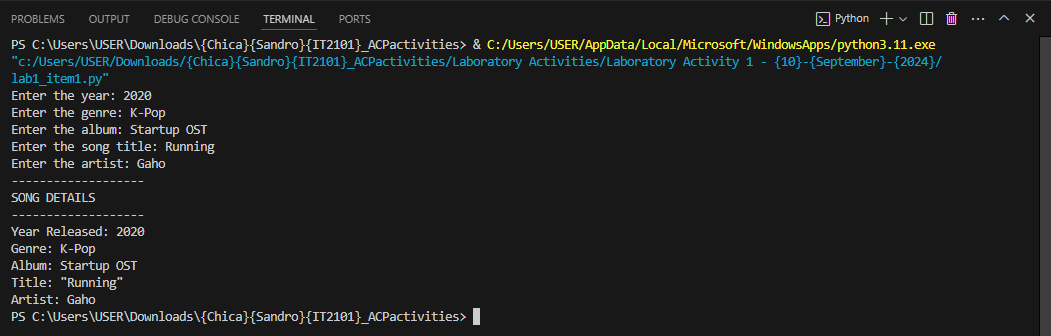 PROBLEMS OUTPUT DEBUG CONSOLE TERMINAL PORTS Python
PS C:\Users\USER\Downloads\{Chica}{Sandro}{IT2101}_ACPactivities> & C:/Users/USER/AppData/Local/Microsoft/WindowsApps/python3.11.exe
"c:/Users/USER/Downloads/{Chica}{Sandro}{IT2101}_ACPactivities/Laboratory Activities/Laboratory Activity 1 - {10}-{September}-{2024}/
lab1_item1.py"
Enter the year: 2020
Enter the genre: K-Pop
Enter the album: Startup OST
Enter the song title: Running
Enter the artist: Gaho
-------------------
SONG DETAILS
-------------------
Year Released: 2020
Genre: K-Pop
Album: Startup OST
Title: "Running"
Artist: Gaho
PS C:\Users\USER\Downloads\{Chica}{Sandro}{IT2101}_ACPactivities>